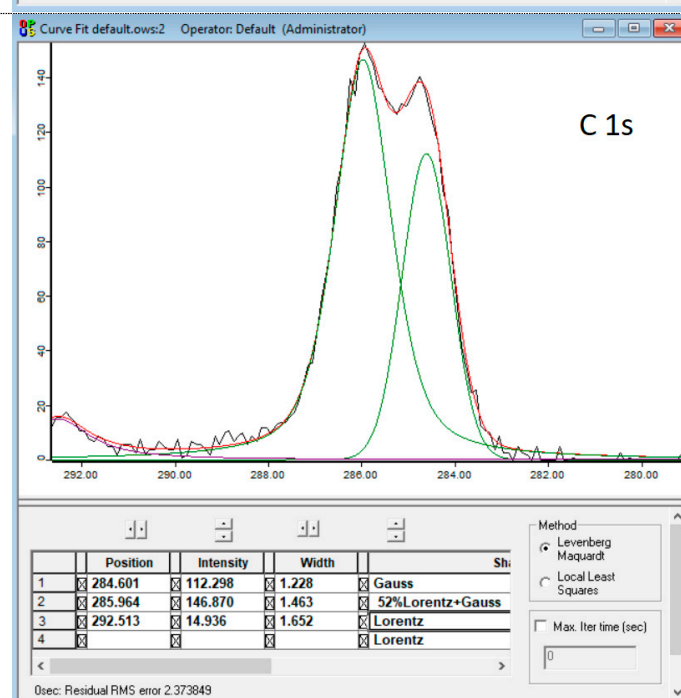 Curve Fit default.ows:2 Operator: Default (Administrator)
140
120
100
80
60
40
20
0
C 1s
292.00 290.00 288.00 286.00 284.00 282.00 280.00
Position Intensity Width Sha
1 284.601 112.298 1.228 Gauss
2 285.964 146.870 1.463 52%Lorentz+Gauss
3 292.513 14.936 1.652 Lorentz
4 Lorentz
Method
Levenberg
Maquardt
Local Least
Squares
Max. Iter time (sec)
0
0sec: Residual RMS error 2.373849